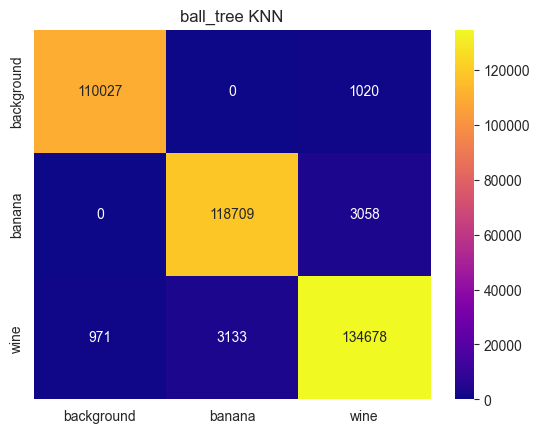 ball_tree KNN
background
banana
wine
110027 0 1020
0 118709 3058
971 3133 134678
background banana wine
120000
100000
80000
60000
40000
20000
0